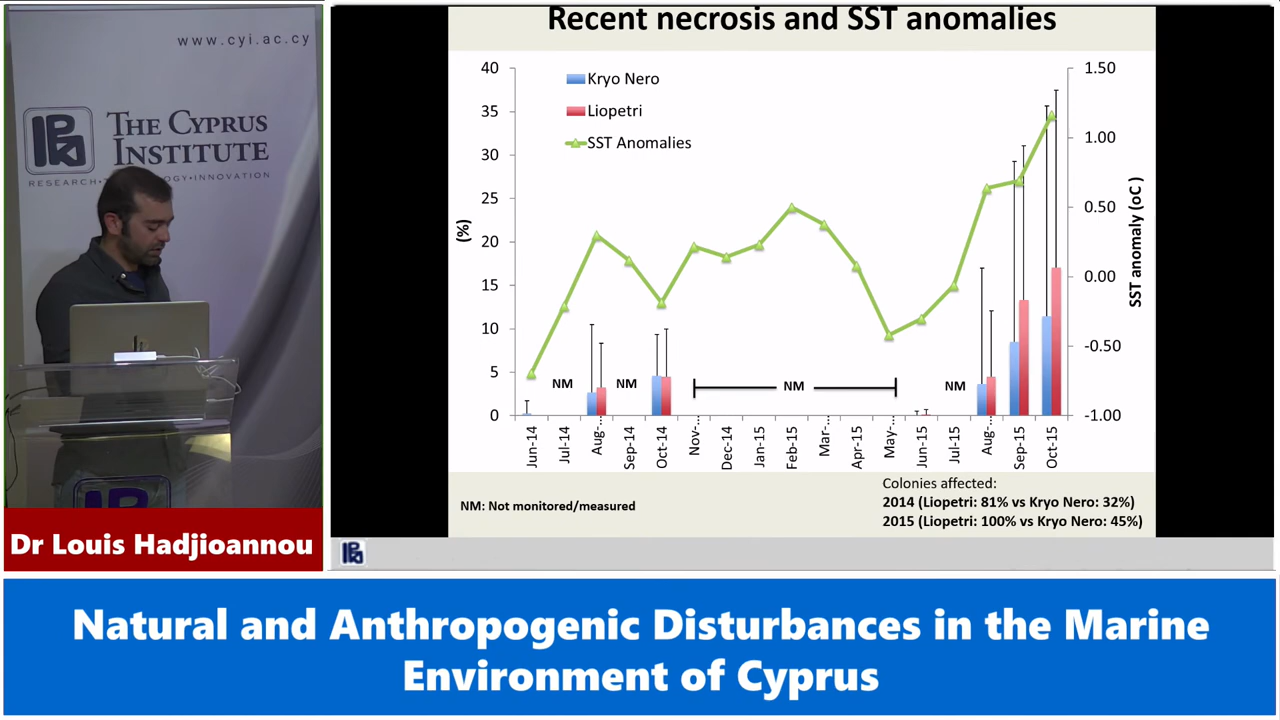 www.cyi.ac.cy
THE CYPRUS
INSTITUTE
Recent necrosis and SST anomalies
Kryo Nero
Liopetri
SST Anomalies
(%)
40
35
30
25
20
15
10
5
0
1.50
1.00
0.50
0.00
-0.50
-1.00
SST anomaly (oC )
NM
NM
NM
NM
Jun-14
Jul-14
Aug-...
Sep-14
Oct-14
Nov-...
Dec-14
Jan-15
Feb-15
Mar-...
Apr-15
May-...
Jun-15
Jul-15
Aug-...
Sep-15
Oct-15
NM: Not monitored/measured
Colonies affected:
2014 (Liopetri: 81% vs Kryo Nero: 32%)
2015 (Liopetri: 100% vs Kryo Nero: 45%)
Dr Louis Hadjioannou
Natural and Anthropogenic Disturbances in the Marine
Environment of Cyprus